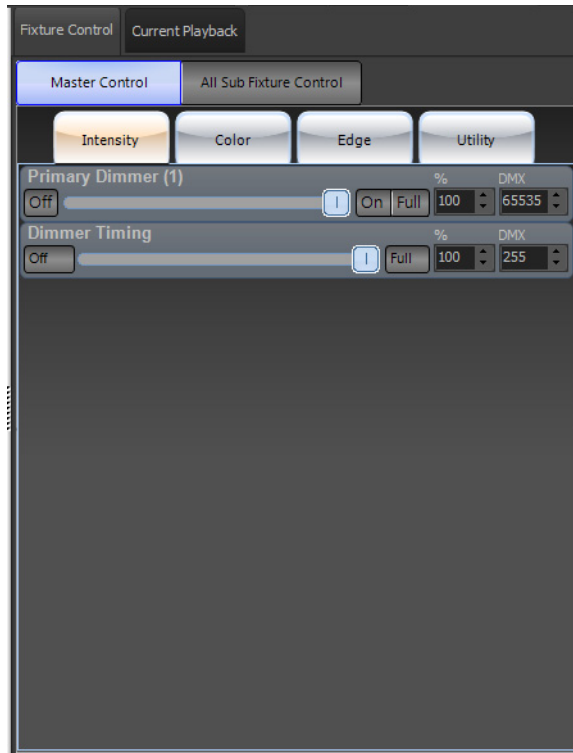 Fixture Control Current Playback
Master Control All Sub Fixture Control
Intensity Color Edge Utility
Primary Dimmer (1) % DMX
Off On Full 100 65535
Dimmer Timing % DMX
Off Full 100 255